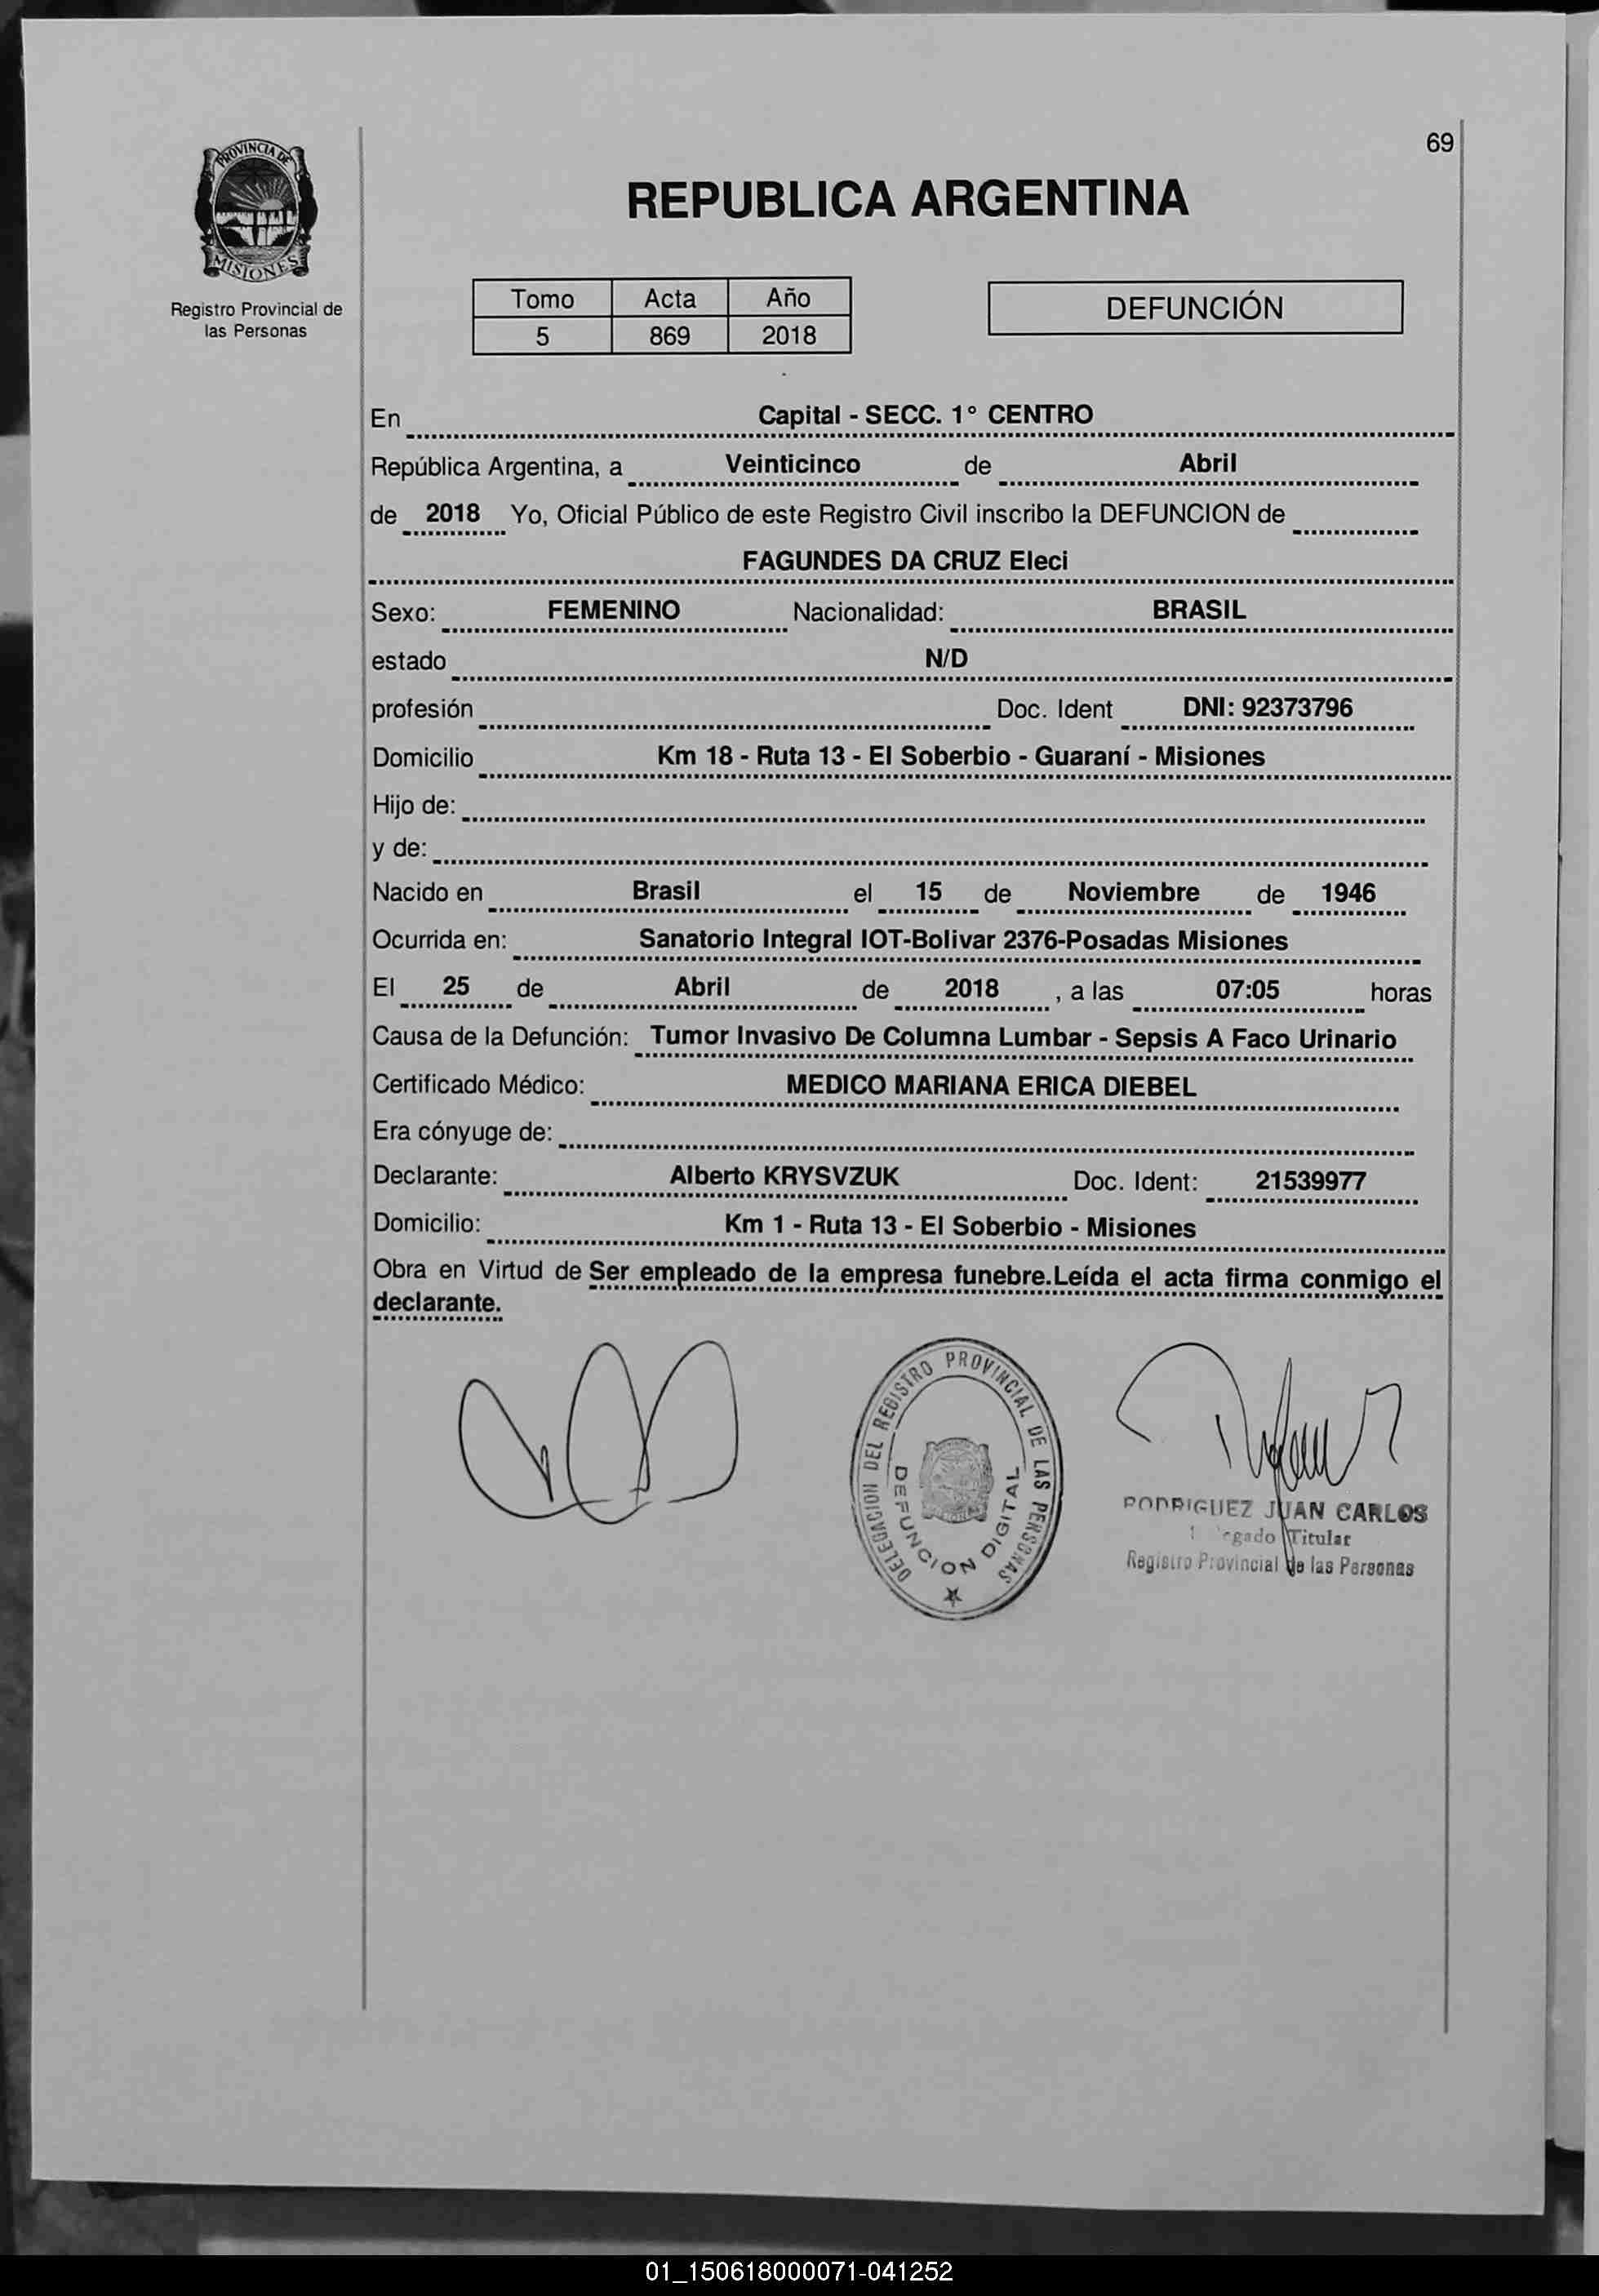 69
PROVINCIA DE
MISIONES
Registro Provincial de
las Personas
REPUBLICA ARGENTINA
Tomo Acta Año
5 869 2018
DEFUNCIÓN
En Capital - SECC. 1° CENTRO
República Argentina, a Veinticinco de Abril
de 2018 Yo, Oficial Público de este Registro Civil inscribo la DEFUNCION de
FAGUNDES DA CRUZ Eleci
Sexo: FEMENINO Nacionalidad: BRASIL
estado N/D
profesión Doc. Ident DNI: 92373796
Domicilio Km 18 - Ruta 13 - El Soberbio - Guaraní - Misiones
Hijo de:
y de:
Nacido en Brasil el 15 de Noviembre de 1946
Ocurrida en: Sanatorio Integral IOT-Bolivar 2376-Posadas Misiones
El 25 de Abril de 2018 , a las 07:05 horas
Causa de la Defunción: Tumor Invasivo De Columna Lumbar - Sepsis A Faco Urinario
Certificado Médico: MEDICO MARIANA ERICA DIEBEL
Era cónyuge de:
Declarante: Alberto KRYSVZUK Doc. Ident: 21539977
Domicilio: Km 1 - Ruta 13 - El Soberbio - Misiones
Obra en Virtud de Ser empleado de la empresa funebre.Leída el acta firma conmigo el
declarante.
DELEGACION DEL REGISTRO PROVINCIAL DE LAS PERSONAS
DEFUNCION DIGITAL
RODRIGUEZ JUAN CARLOS
Titular
Registro Provincial de las Personas
01_150618000071-041252